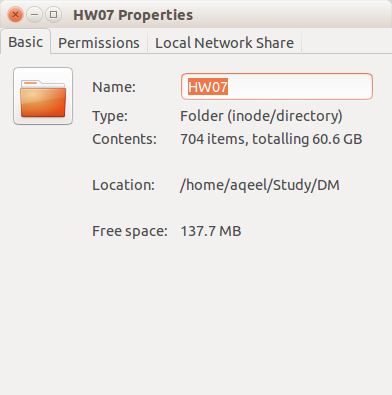 HW07 Properties
Basic Permissions Local Network Share
Name: HW07
Type: Folder (inode/directory)
Contents: 704 items, totalling 60.6 GB
Location: /home/aqeel/Study/DM
Free space: 137.7 MB